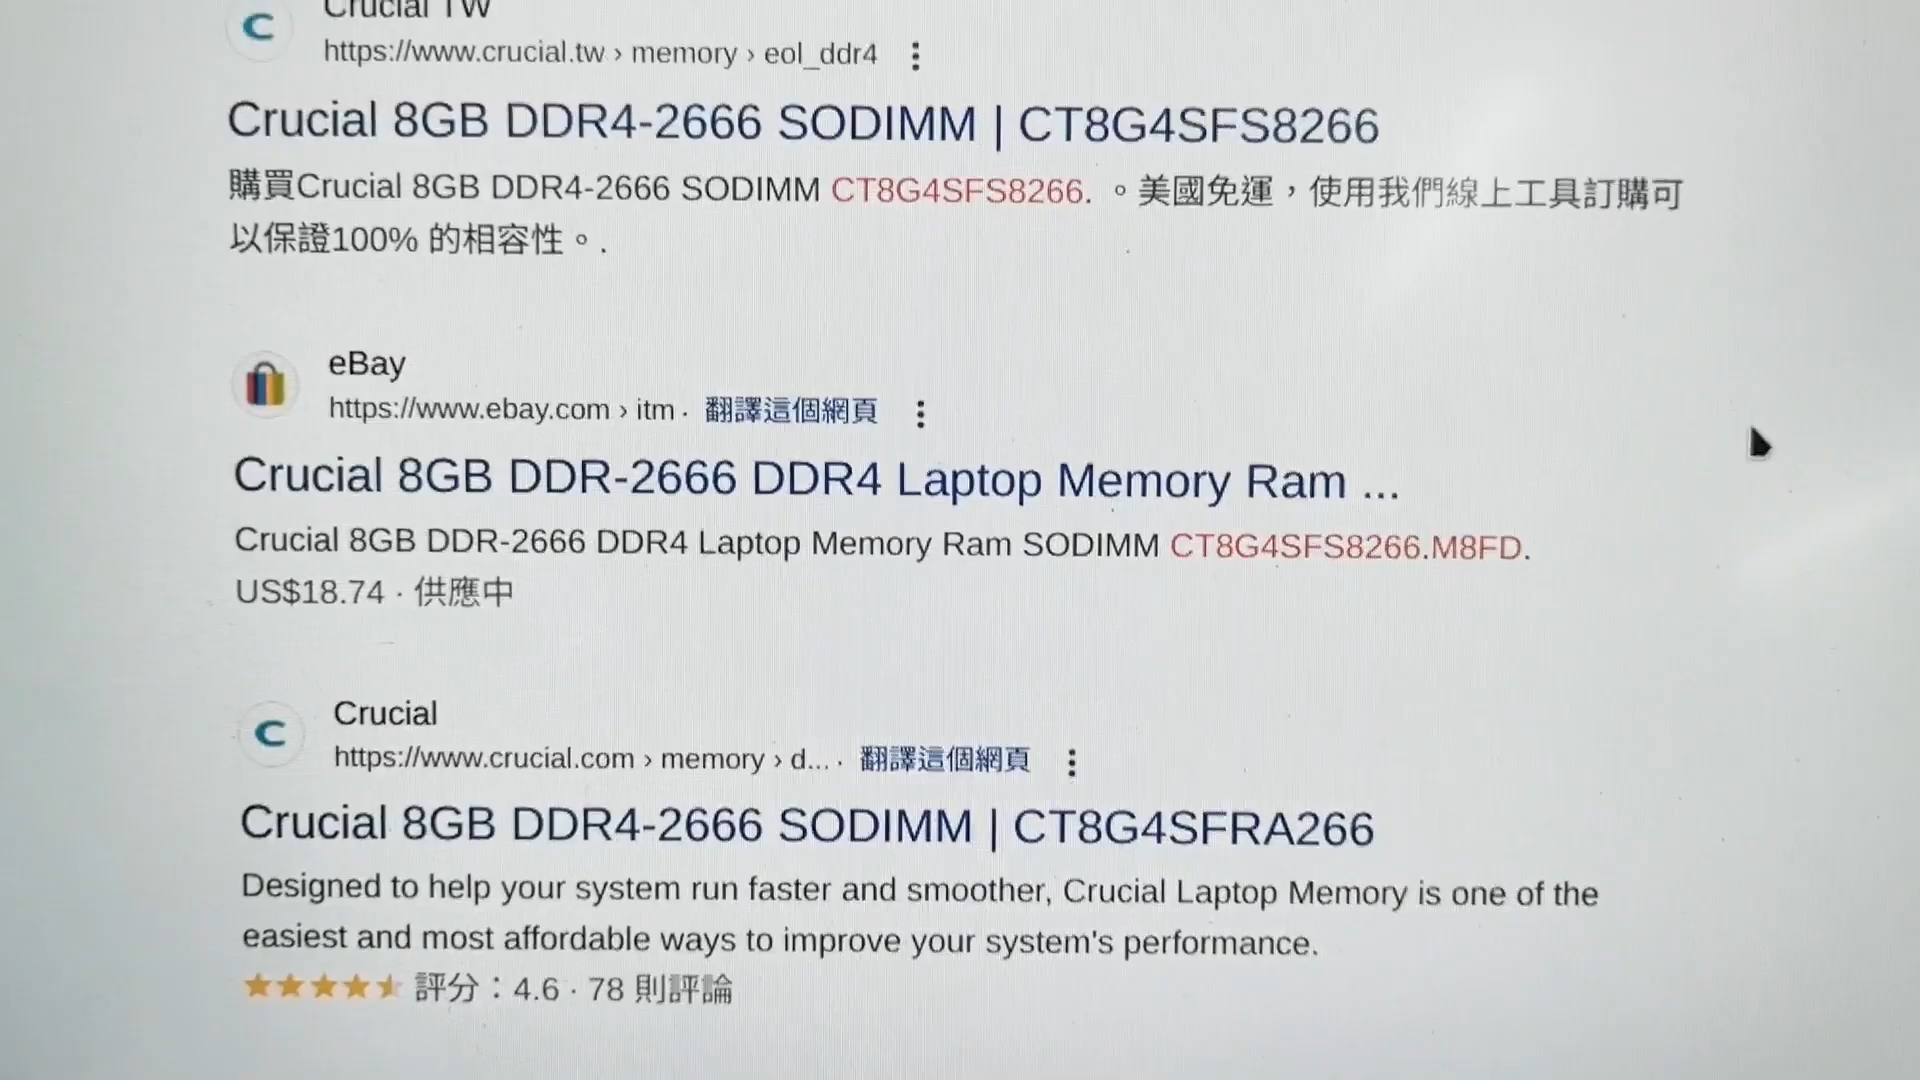 Crucial TW
https://www.crucial.tw › memory › eol_ddr4
Crucial 8GB DDR4-2666 SODIMM | CT8G4SFS8266
購買Crucial 8GB DDR4-2666 SODIMM CT8G4SFS8266. 。美國免運，使用我們線上工具訂購可
以保證100% 的相容性。.
eBay
https://www.ebay.com › itm · 翻譯這個網頁
Crucial 8GB DDR-2666 DDR4 Laptop Memory Ram ...
Crucial 8GB DDR-2666 DDR4 Laptop Memory Ram SODIMM CT8G4SFS8266.M8FD.
US$18.74 · 供應中
Crucial
https://www.crucial.com › memory › d... · 翻譯這個網頁
Crucial 8GB DDR4-2666 SODIMM | CT8G4SFRA266
Designed to help your system run faster and smoother, Crucial Laptop Memory is one of the
easiest and most affordable ways to improve your system's performance.
評分：4.6 · 78 則評論